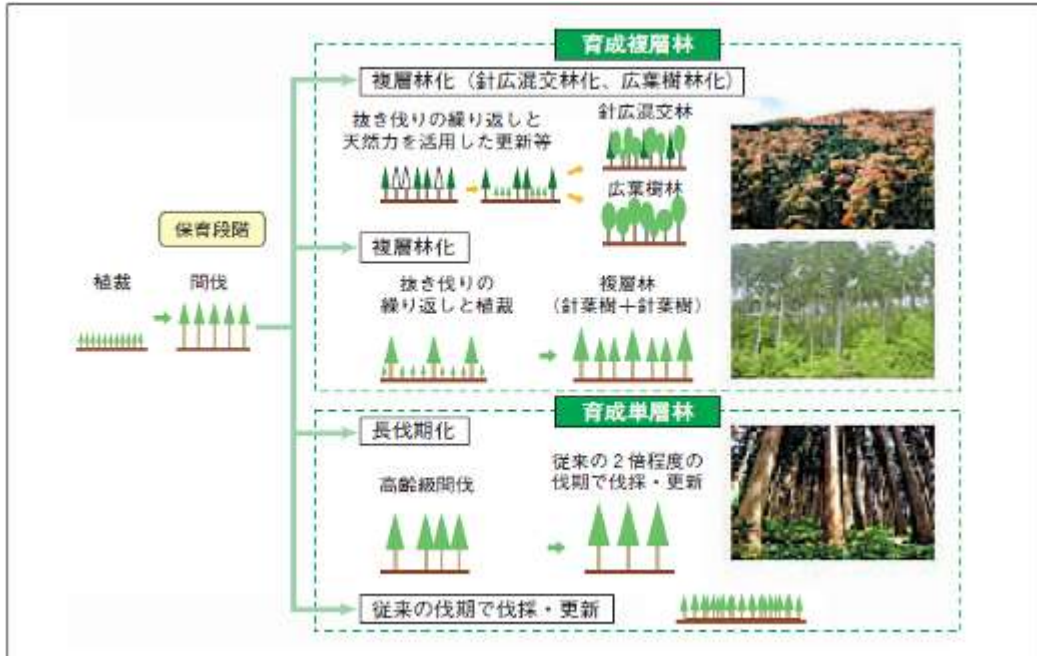 育成複層林
複層林化（針広混交林化、広葉樹林化）
抜き伐りの繰り返しと
天然力を活用した更新等
針広混交林
広葉樹林
保育段階
植栽
間伐
複層林化
抜き伐りの
繰り返しと植栽
複層林
（針葉樹＋針葉樹）
育成単層林
長伐期化
高齢級間伐
従来の２倍程度の
伐期で伐採・更新
従来の伐期で伐採・更新